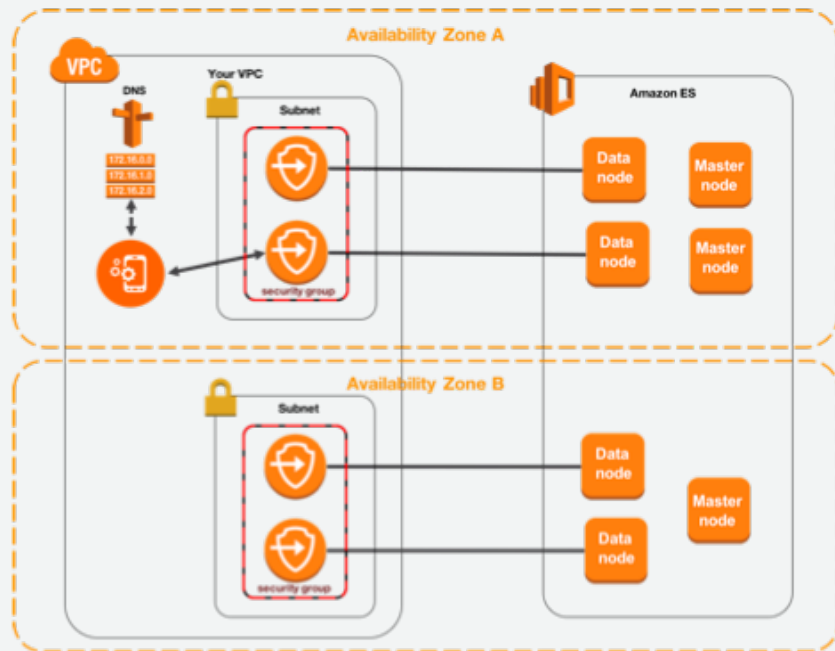 Availability Zone A
VPC
Your VPC
DNS
Subnet
Amazon ES
172.16.0.0
172.16.1.0
172.16.2.0
Data
node
Master
node
Data
node
Master
node
security group
Availability Zone B
Subnet
Data
node
Master
node
Data
node
security group